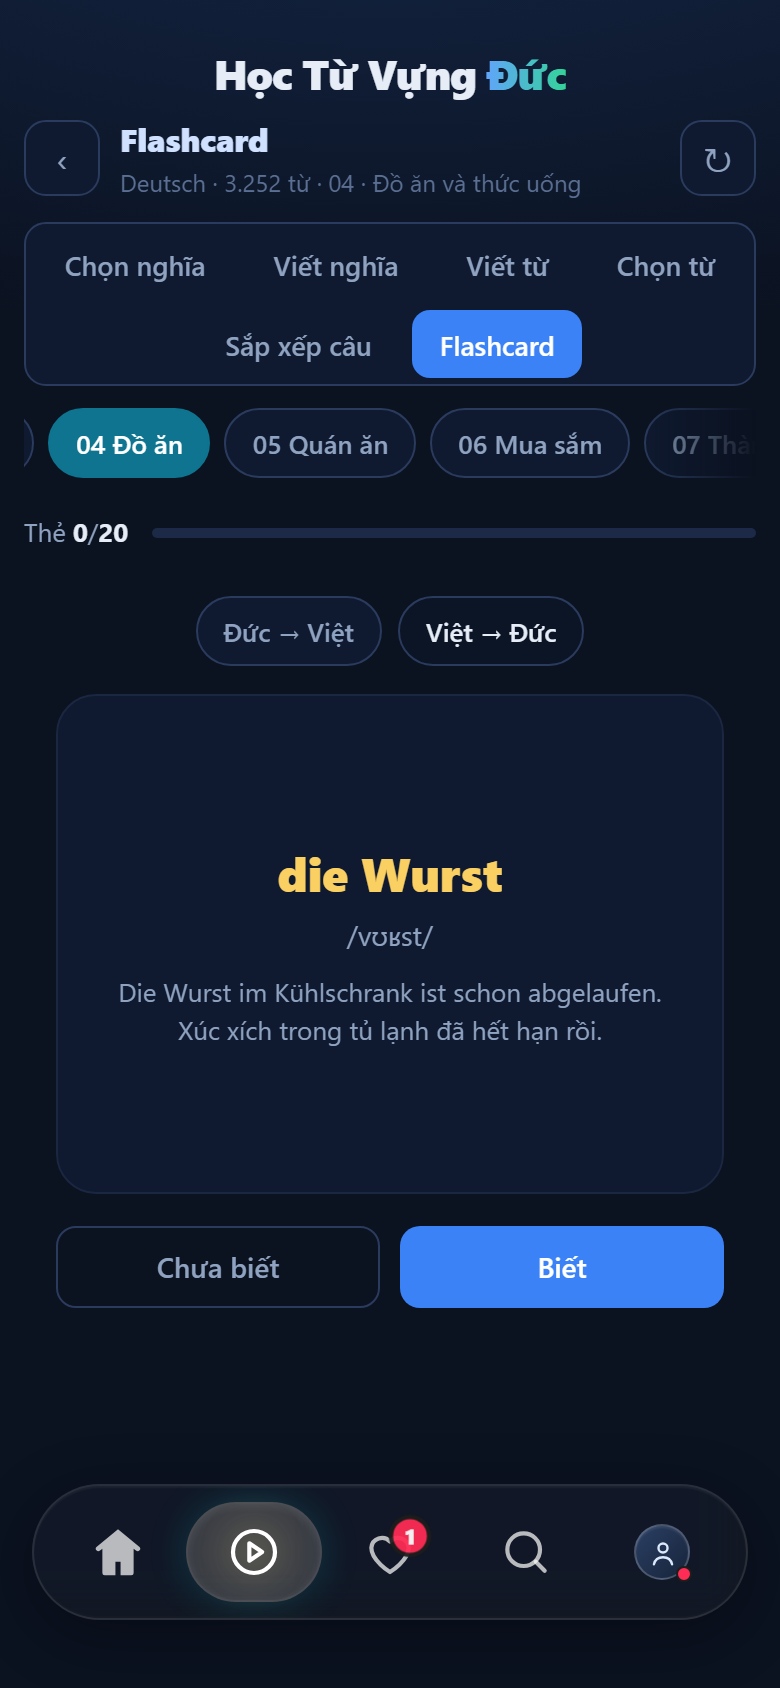 Học Từ Vựng Đức
Flashcard
Deutsch · 3.252 từ · 04 · Đồ ăn và thức uống
Chọn nghĩa Viết nghĩa Viết từ Chọn từ
Sắp xếp câu Flashcard
04 Đồ ăn 05 Quán ăn 06 Mua sắm 07
Thẻ 0/20
Đức → Việt Việt → Đức
die Wurst
/vʊʁst/
Die Wurst im Kühlschrank ist schon abgelaufen.
Xúc xích trong tủ lạnh đã hết hạn rồi.
Chưa biết Biết
1